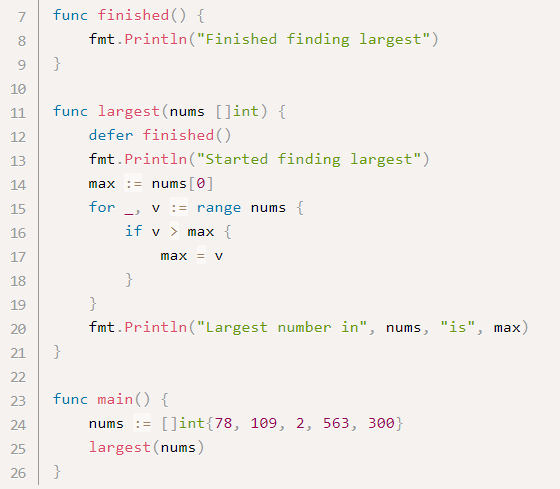 7 func finished() {
8     fmt.Println("Finished finding largest")
9 }
10
11 func largest(nums []int) {
12     defer finished()
13     fmt.Println("Started finding largest")
14     max := nums[0]
15     for _, v := range nums {
16         if v > max {
17             max = v
18         }
19     }
20     fmt.Println("Largest number in", nums, "is", max)
21 }
22
23 func main() {
24     nums := []int{78, 109, 2, 563, 300}
25     largest(nums)
26 }